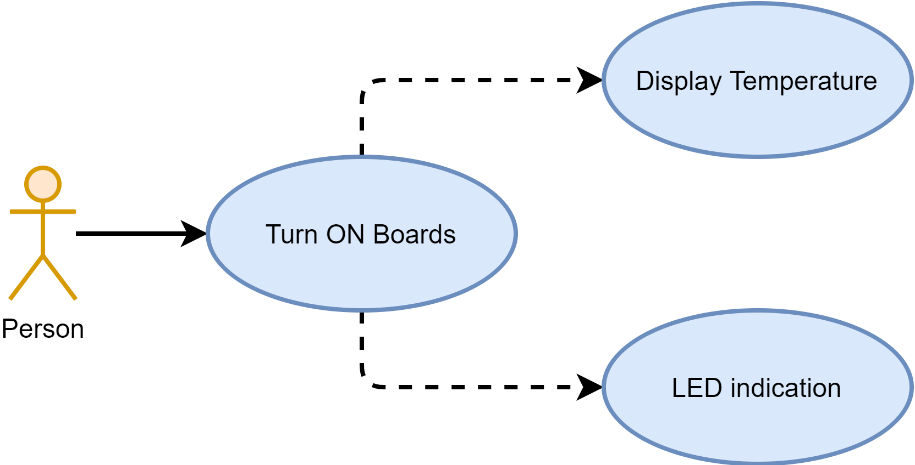 Display Temperature
Turn ON Boards
Person
LED indication